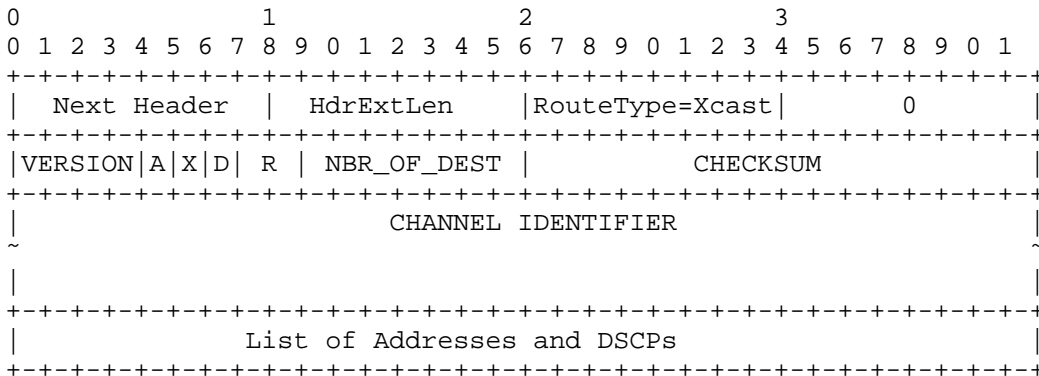 0                   1                   2                   3
0 1 2 3 4 5 6 7 8 9 0 1 2 3 4 5 6 7 8 9 0 1 2 3 4 5 6 7 8 9 0 1
+-+-+-+-+-+-+-+-+-+-+-+-+-+-+-+-+-+-+-+-+-+-+-+-+-+-+-+-+-+-+-+-+
|  Next Header  |  HdrExtLen    |RouteType=Xcast|       0       |
+-+-+-+-+-+-+-+-+-+-+-+-+-+-+-+-+-+-+-+-+-+-+-+-+-+-+-+-+-+-+-+-+
|VERSION|A|X|D| R | NBR_OF_DEST |          CHECKSUM             |
+-+-+-+-+-+-+-+-+-+-+-+-+-+-+-+-+-+-+-+-+-+-+-+-+-+-+-+-+-+-+-+-+
|                       CHANNEL IDENTIFIER                      |
~                                                               ~
|                                                               |
+-+-+-+-+-+-+-+-+-+-+-+-+-+-+-+-+-+-+-+-+-+-+-+-+-+-+-+-+-+-+-+-+
|              List of Addresses and DSCPs                      |
+-+-+-+-+-+-+-+-+-+-+-+-+-+-+-+-+-+-+-+-+-+-+-+-+-+-+-+-+-+-+-+-+